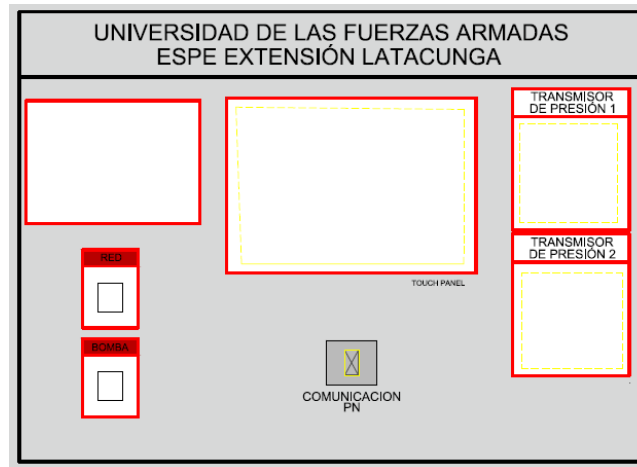 UNIVERSIDAD DE LAS FUERZAS ARMADAS
ESPE EXTENSIÓN LATACUNGA
TRANSMISOR
DE PRESIÓN 1
TRANSMISOR
DE PRESIÓN 2
RED
TOUCH PANEL
BOMBA
COMUNICACION
PN